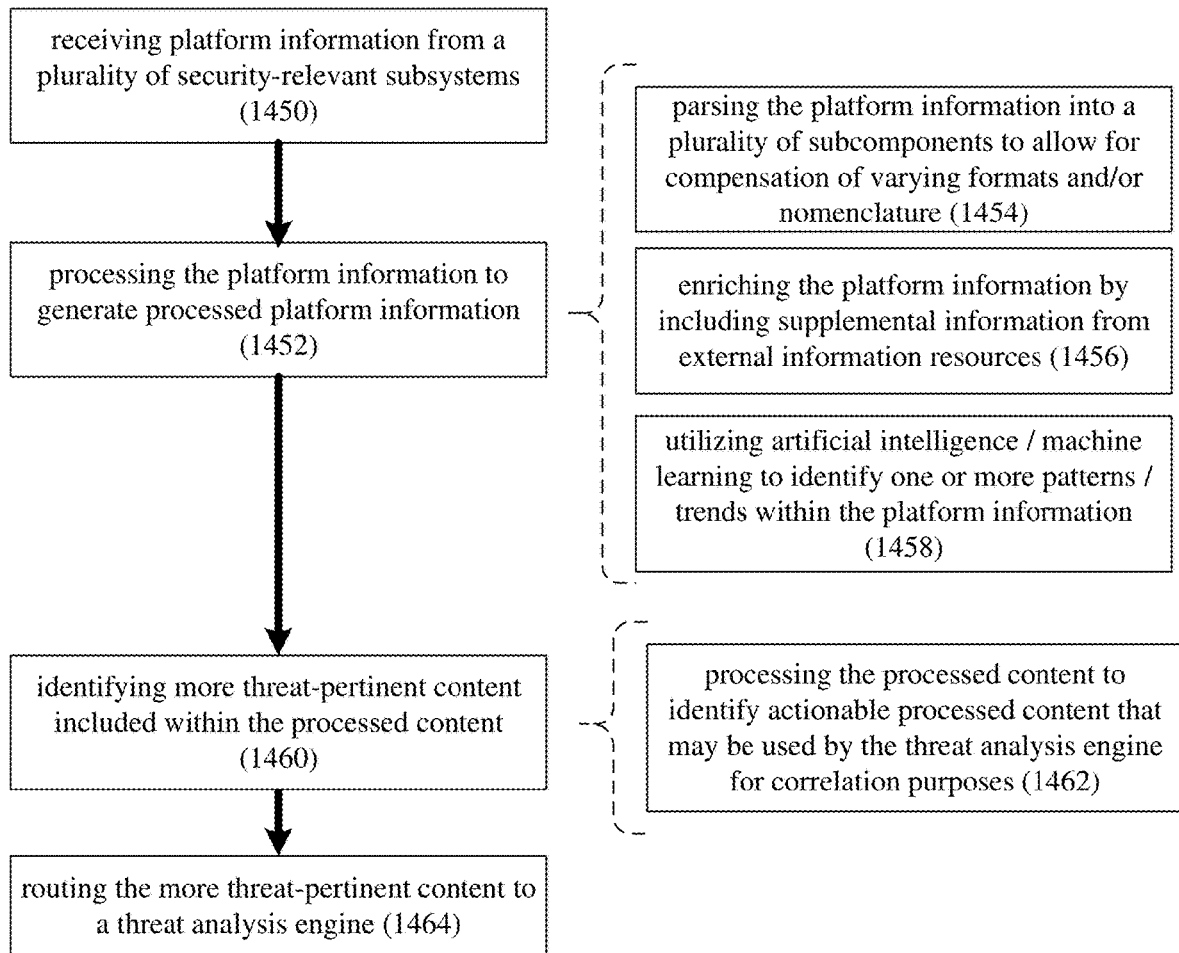 receiving platform information from a
plurality of security-relevant subsystems
(1450)
processing the platform information to
generate processed platform information
(1452)
parsing the platform information into a
plurality of subcomponents to allow for
compensation of varying formats and/or
nomenclature (1454)
enriching the platform information by
including supplemental information from
external information resources (1456)
utilizing artificial intelligence / machine
learning to identify one or more patterns /
trends within the platform information
(1458)
identifying more threat-pertinent content
included within the processed content
(1460)
processing the processed content to
identify actionable processed content that
may be used by the threat analysis engine
for correlation purposes (1462)
routing the more threat-pertinent content to
a threat analysis engine (1464)